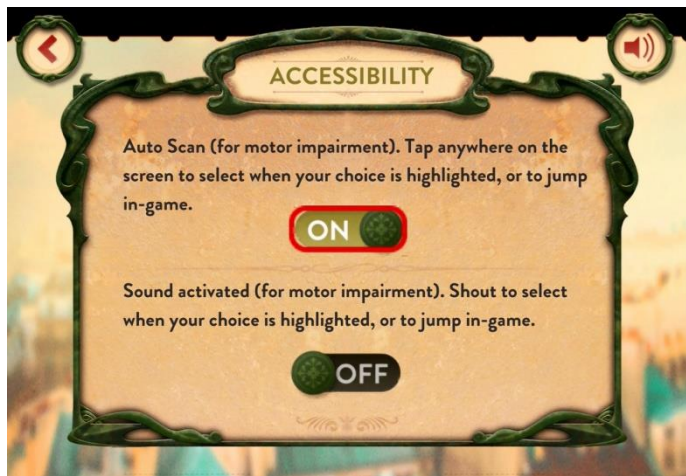 ACCESSIBILITY
Auto Scan (for motor impairment). Tap anywhere on the
screen to select when your choice is highlighted, or to jump
in-game.
ON
Sound activated (for motor impairment). Shout to select
when your choice is highlighted, or to jump in-game.
OFF